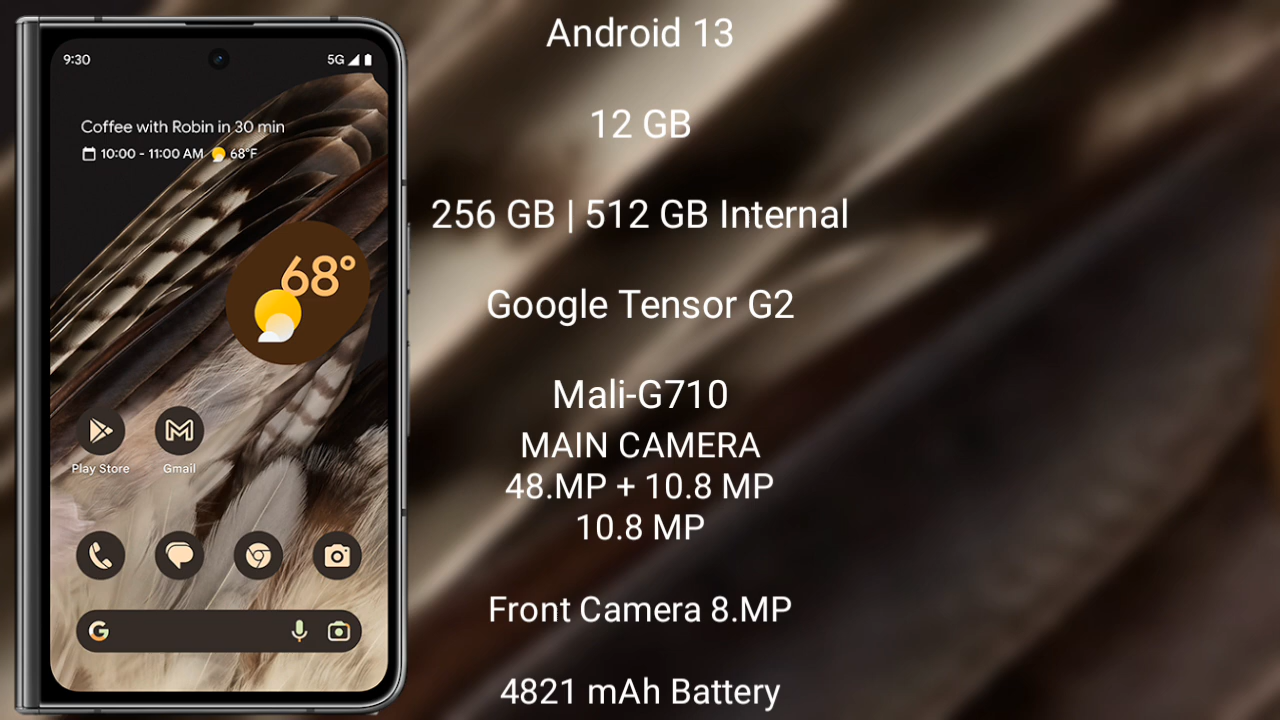 9:30
5G
Coffee with Robin in 30 min
10:00 - 11:00 AM 68°F
68°
Play Store
Gmail
Android 13
12 GB
256 GB | 512 GB Internal
Google Tensor G2
Mali-G710
MAIN CAMERA
48.MP + 10.8 MP
10.8 MP
Front Camera 8.MP
4821 mAh Battery